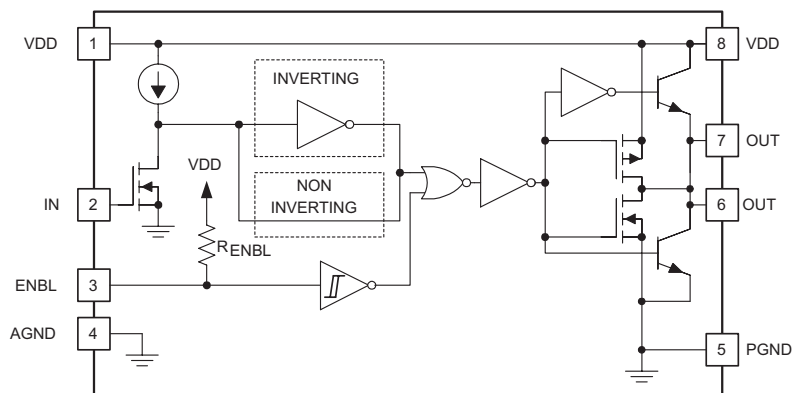 VDD 1
8 VDD
INVERTING
VDD
7 OUT
NON
INVERTING
IN 2
6 OUT
RENBL
ENBL 3
AGND 4
5 PGND